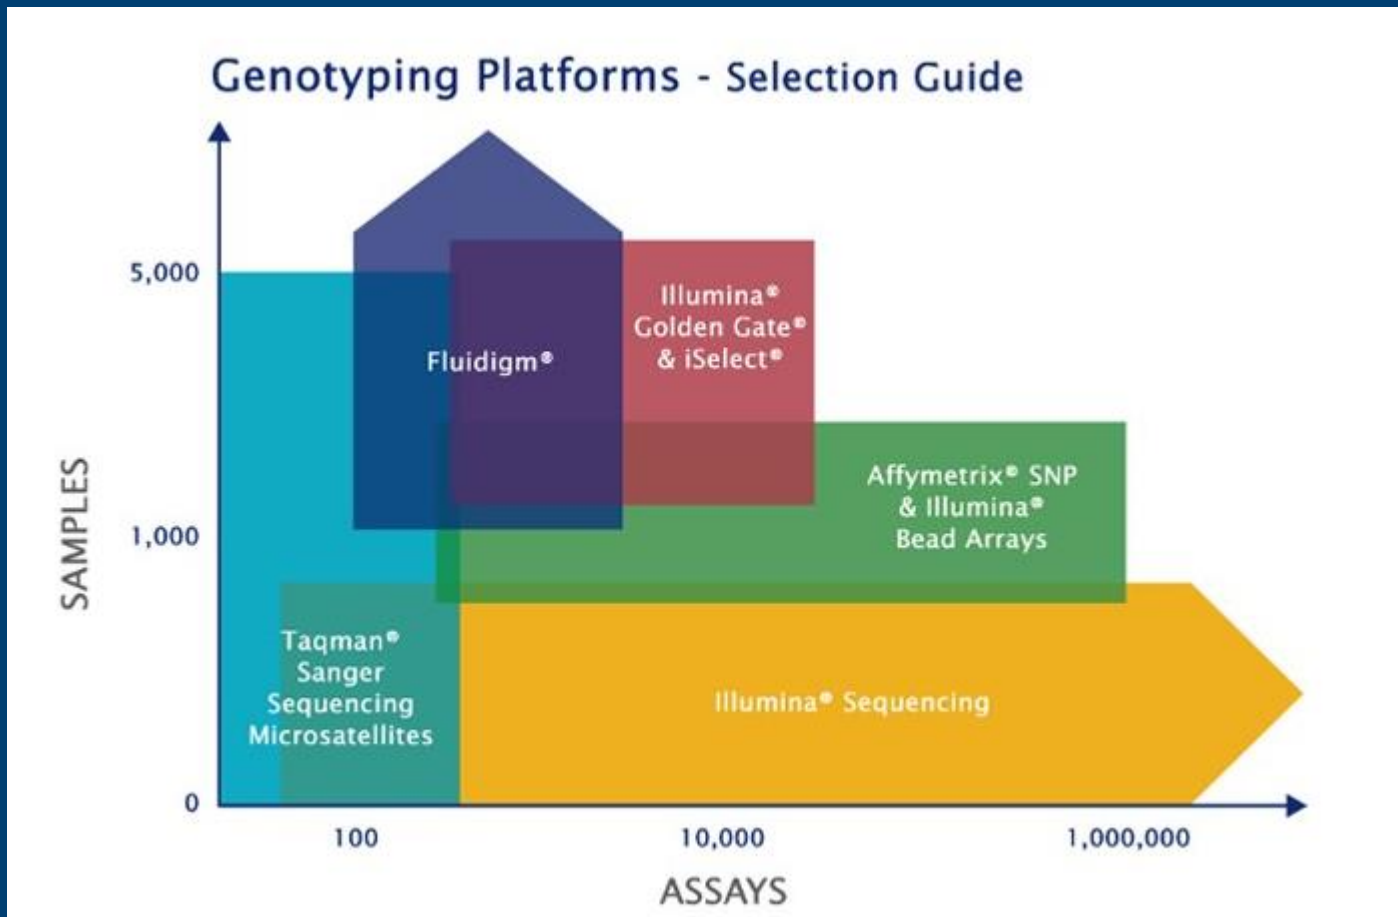 Genotyping Platforms - Selection Guide
5,000
1,000
0
SAMPLES
Fluidigm®
Illumina®
Golden Gate®
& iSelect®
Affymetrix® SNP
& Illumina®
Bead Arrays
Taqman®
Sanger
Sequencing
Microsatellites
Illumina® Sequencing
100
10,000
1,000,000
ASSAYS